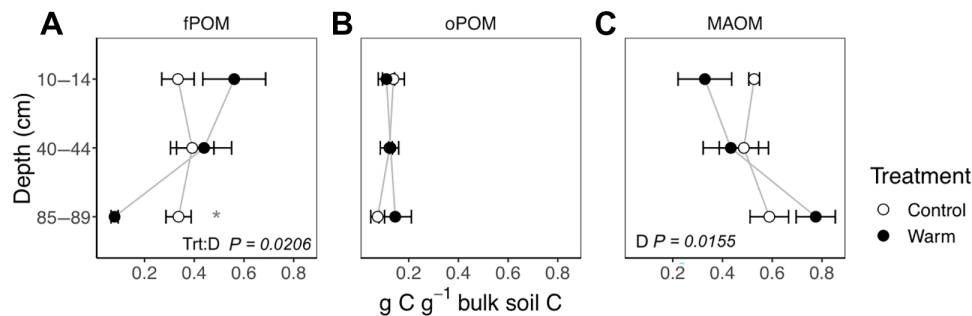 A
fPOM
B
oPOM
C
MAOM
Depth (cm)
10–14
40–44
85–89
*
Trt:D P = 0.0206
D P = 0.0155
0.2 0.4 0.6 0.8
0.2 0.4 0.6 0.8
0.2 0.4 0.6 0.8
g C g⁻¹ bulk soil C
Treatment
Control
Warm